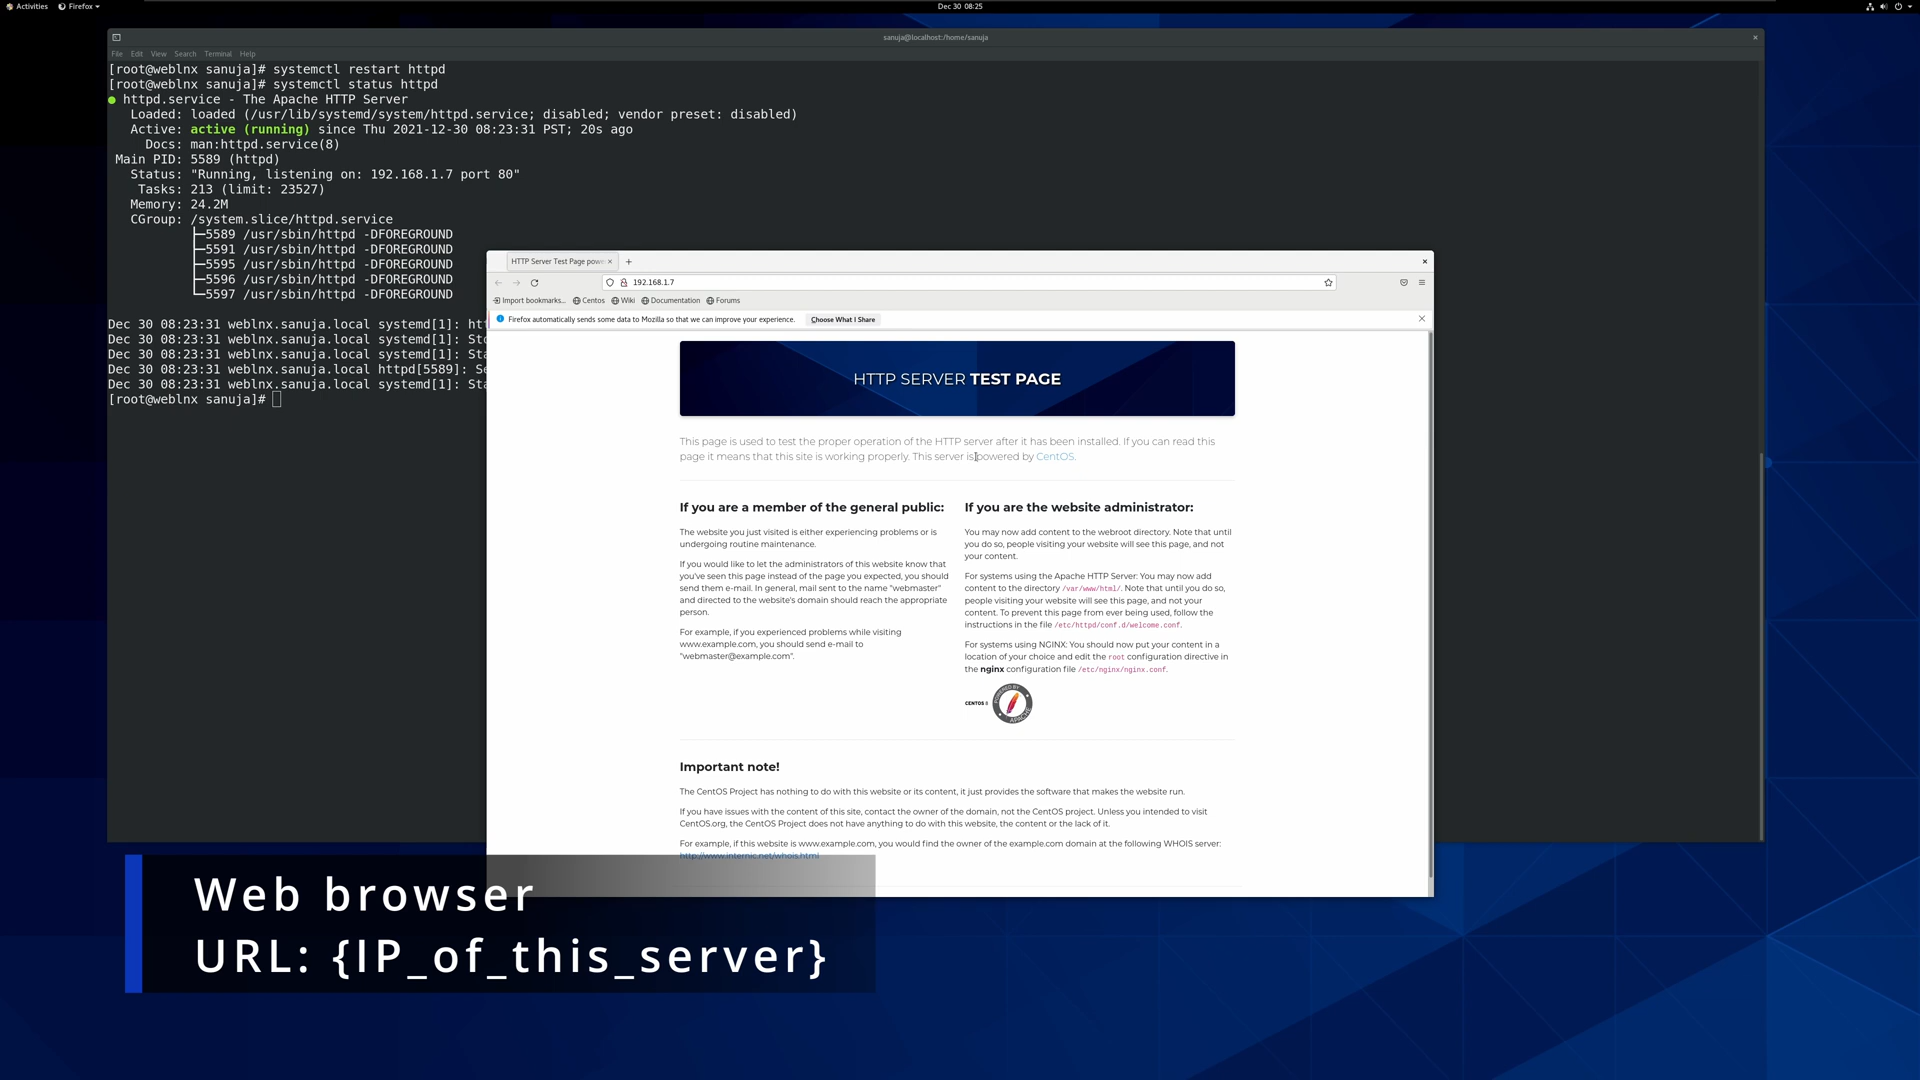 Activities Firefox Dec 30 08:25
sanuja@localhost:/home/sanuja
File Edit View Search Terminal Help
[root@weblnx sanuja]# systemctl restart httpd
[root@weblnx sanuja]# systemctl status httpd
● httpd.service - The Apache HTTP Server
Loaded: loaded (/usr/lib/systemd/system/httpd.service; disabled; vendor preset: disabled)
Active: active (running) since Thu 2021-12-30 08:23:31 PST; 20s ago
Docs: man:httpd.service(8)
Main PID: 5589 (httpd)
Status: "Running, listening on: 192.168.1.7 port 80"
Tasks: 213 (limit: 23527)
Memory: 24.2M
CGroup: /system.slice/httpd.service
├─5589 /usr/sbin/httpd -DFOREGROUND
├─5591 /usr/sbin/httpd -DFOREGROUND
├─5595 /usr/sbin/httpd -DFOREGROUND
├─5596 /usr/sbin/httpd -DFOREGROUND
└─5597 /usr/sbin/httpd -DFOREGROUND
Dec 30 08:23:31 weblnx.sanuja.local systemd[1]: htt
Dec 30 08:23:31 weblnx.sanuja.local systemd[1]: Sto
Dec 30 08:23:31 weblnx.sanuja.local systemd[1]: Sta
Dec 30 08:23:31 weblnx.sanuja.local httpd[5589]: Se
Dec 30 08:23:31 weblnx.sanuja.local systemd[1]: Sta
[root@weblnx sanuja]#
HTTP Server Test Page powe
192.168.1.7
Import bookmarks... Centos Wiki Documentation Forums
Firefox automatically sends some data to Mozilla so that we can improve your experience. Choose What I Share
HTTP SERVER TEST PAGE
This page is used to test the proper operation of the HTTP server after it has been installed. If you can read this
page it means that this site is working properly. This server is powered by CentOS.
If you are a member of the general public:
The website you just visited is either experiencing problems or is
undergoing routine maintenance.
If you would like to let the administrators of this website know that
you've seen this page instead of the page you expected, you should
send them e-mail. In general, mail sent to the name "webmaster"
and directed to the website's domain should reach the appropriate
person.
For example, if you experienced problems while visiting
www.example.com, you should send e-mail to
"webmaster@example.com".
If you are the website administrator:
You may now add content to the webroot directory. Note that until
you do so, people visiting your website will see this page, and not
your content.
For systems using the Apache HTTP Server: You may now add
content to the directory /var/www/html/. Note that until you do so,
people visiting your website will see this page, and not your
content. To prevent this page from ever being used, follow the
instructions in the file /etc/httpd/conf.d/welcome.conf.
For systems using NGINX: You should now put your content in a
location of your choice and edit the root configuration directive in
the nginx configuration file /etc/nginx/nginx.conf.
CENTOS 8 POWERED BY APACHE
Important note!
The CentOS Project has nothing to do with this website or its content, it just provides the software that makes the website run.
If you have issues with the content of this site, contact the owner of the domain, not the CentOS project. Unless you intended to visit
CentOS.org, the CentOS Project does not have anything to do with this website, the content or the lack of it.
For example, if this website is www.example.com, you would find the owner of the example.com domain at the following WHOIS server:
http://www.internic.net/whois.html
Web browser
URL: {IP_of_this_server}